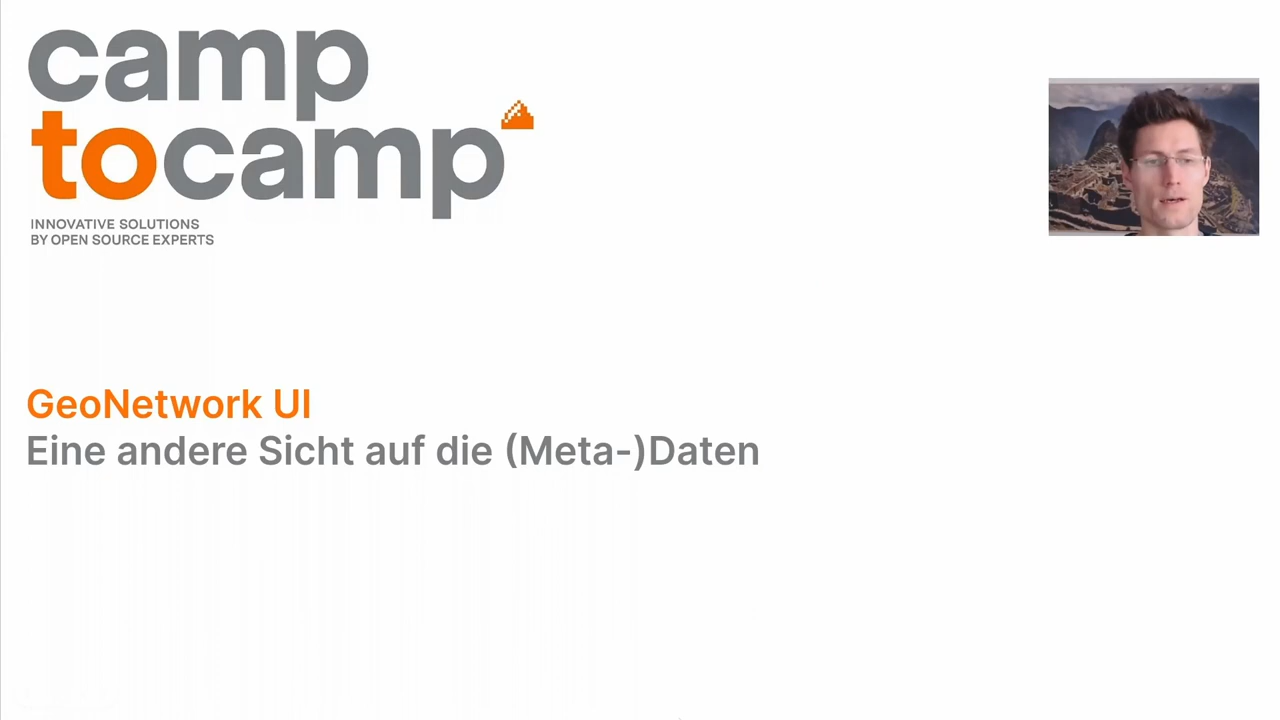 camp
tocamp
INNOVATIVE SOLUTIONS
BY OPEN SOURCE EXPERTS
GeoNetwork UI
Eine andere Sicht auf die (Meta-)Daten